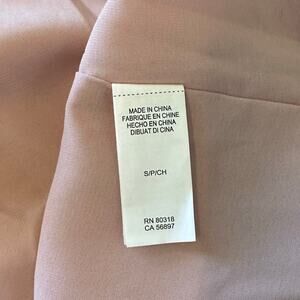 MADE IN CHINA
FABRIQUE EN CHINE
HECHO EN CHINA
DIBUAT DI CINA
S/P/CH
RN 80318
CA 56897